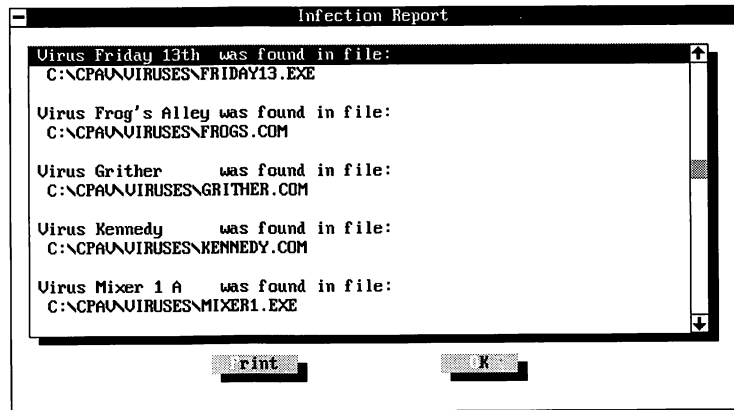 Infection Report
Virus Friday 13th was found in file:
C:\CPAV\VIRUSES\FRIDAY13.EXE
Virus Frog's Alley was found in file:
C:\CPAV\VIRUSES\FROGS.COM
Virus Grither was found in file:
C:\CPAV\VIRUSES\GRITHER.COM
Virus Kennedy was found in file:
C:\CPAV\VIRUSES\KENNEDY.COM
Virus Mixer 1 A was found in file:
C:\CPAV\VIRUSES\MIXER1.EXE
Print OK